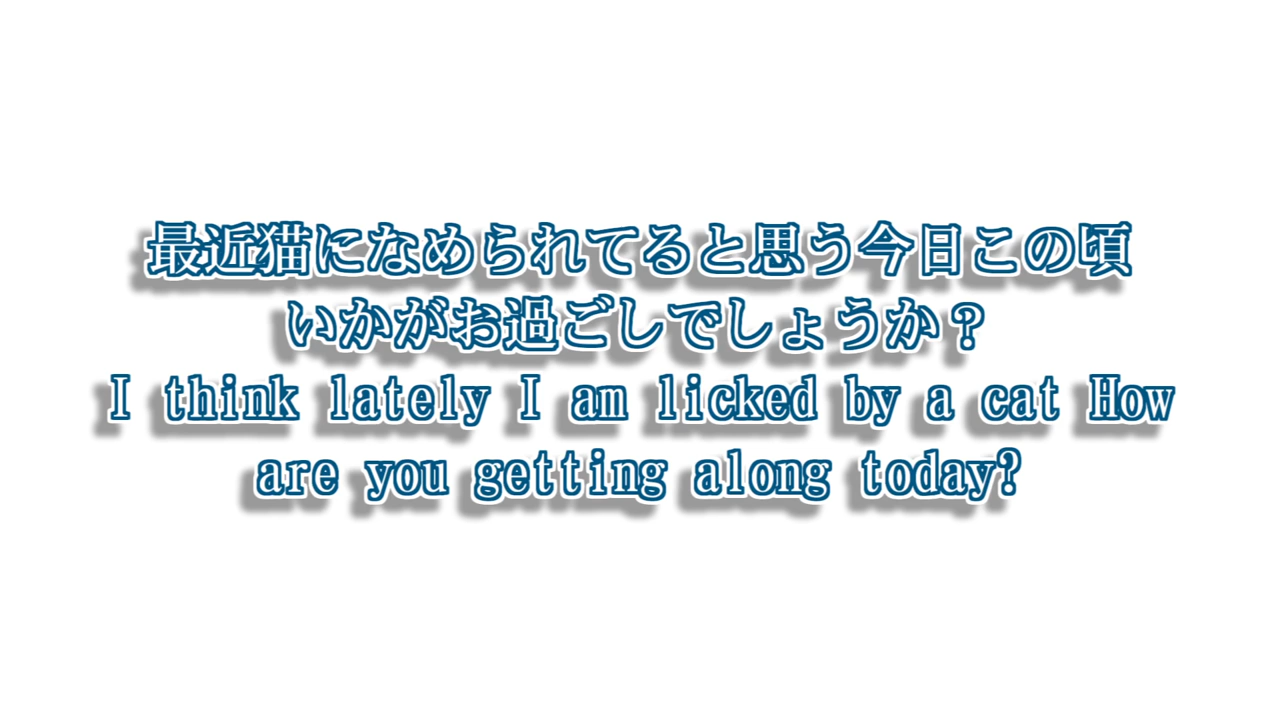 最近猫になめられてると思う今日この頃
いかがお過ごしでしょうか？
I think lately I am licked by a cat How
are you getting along today?